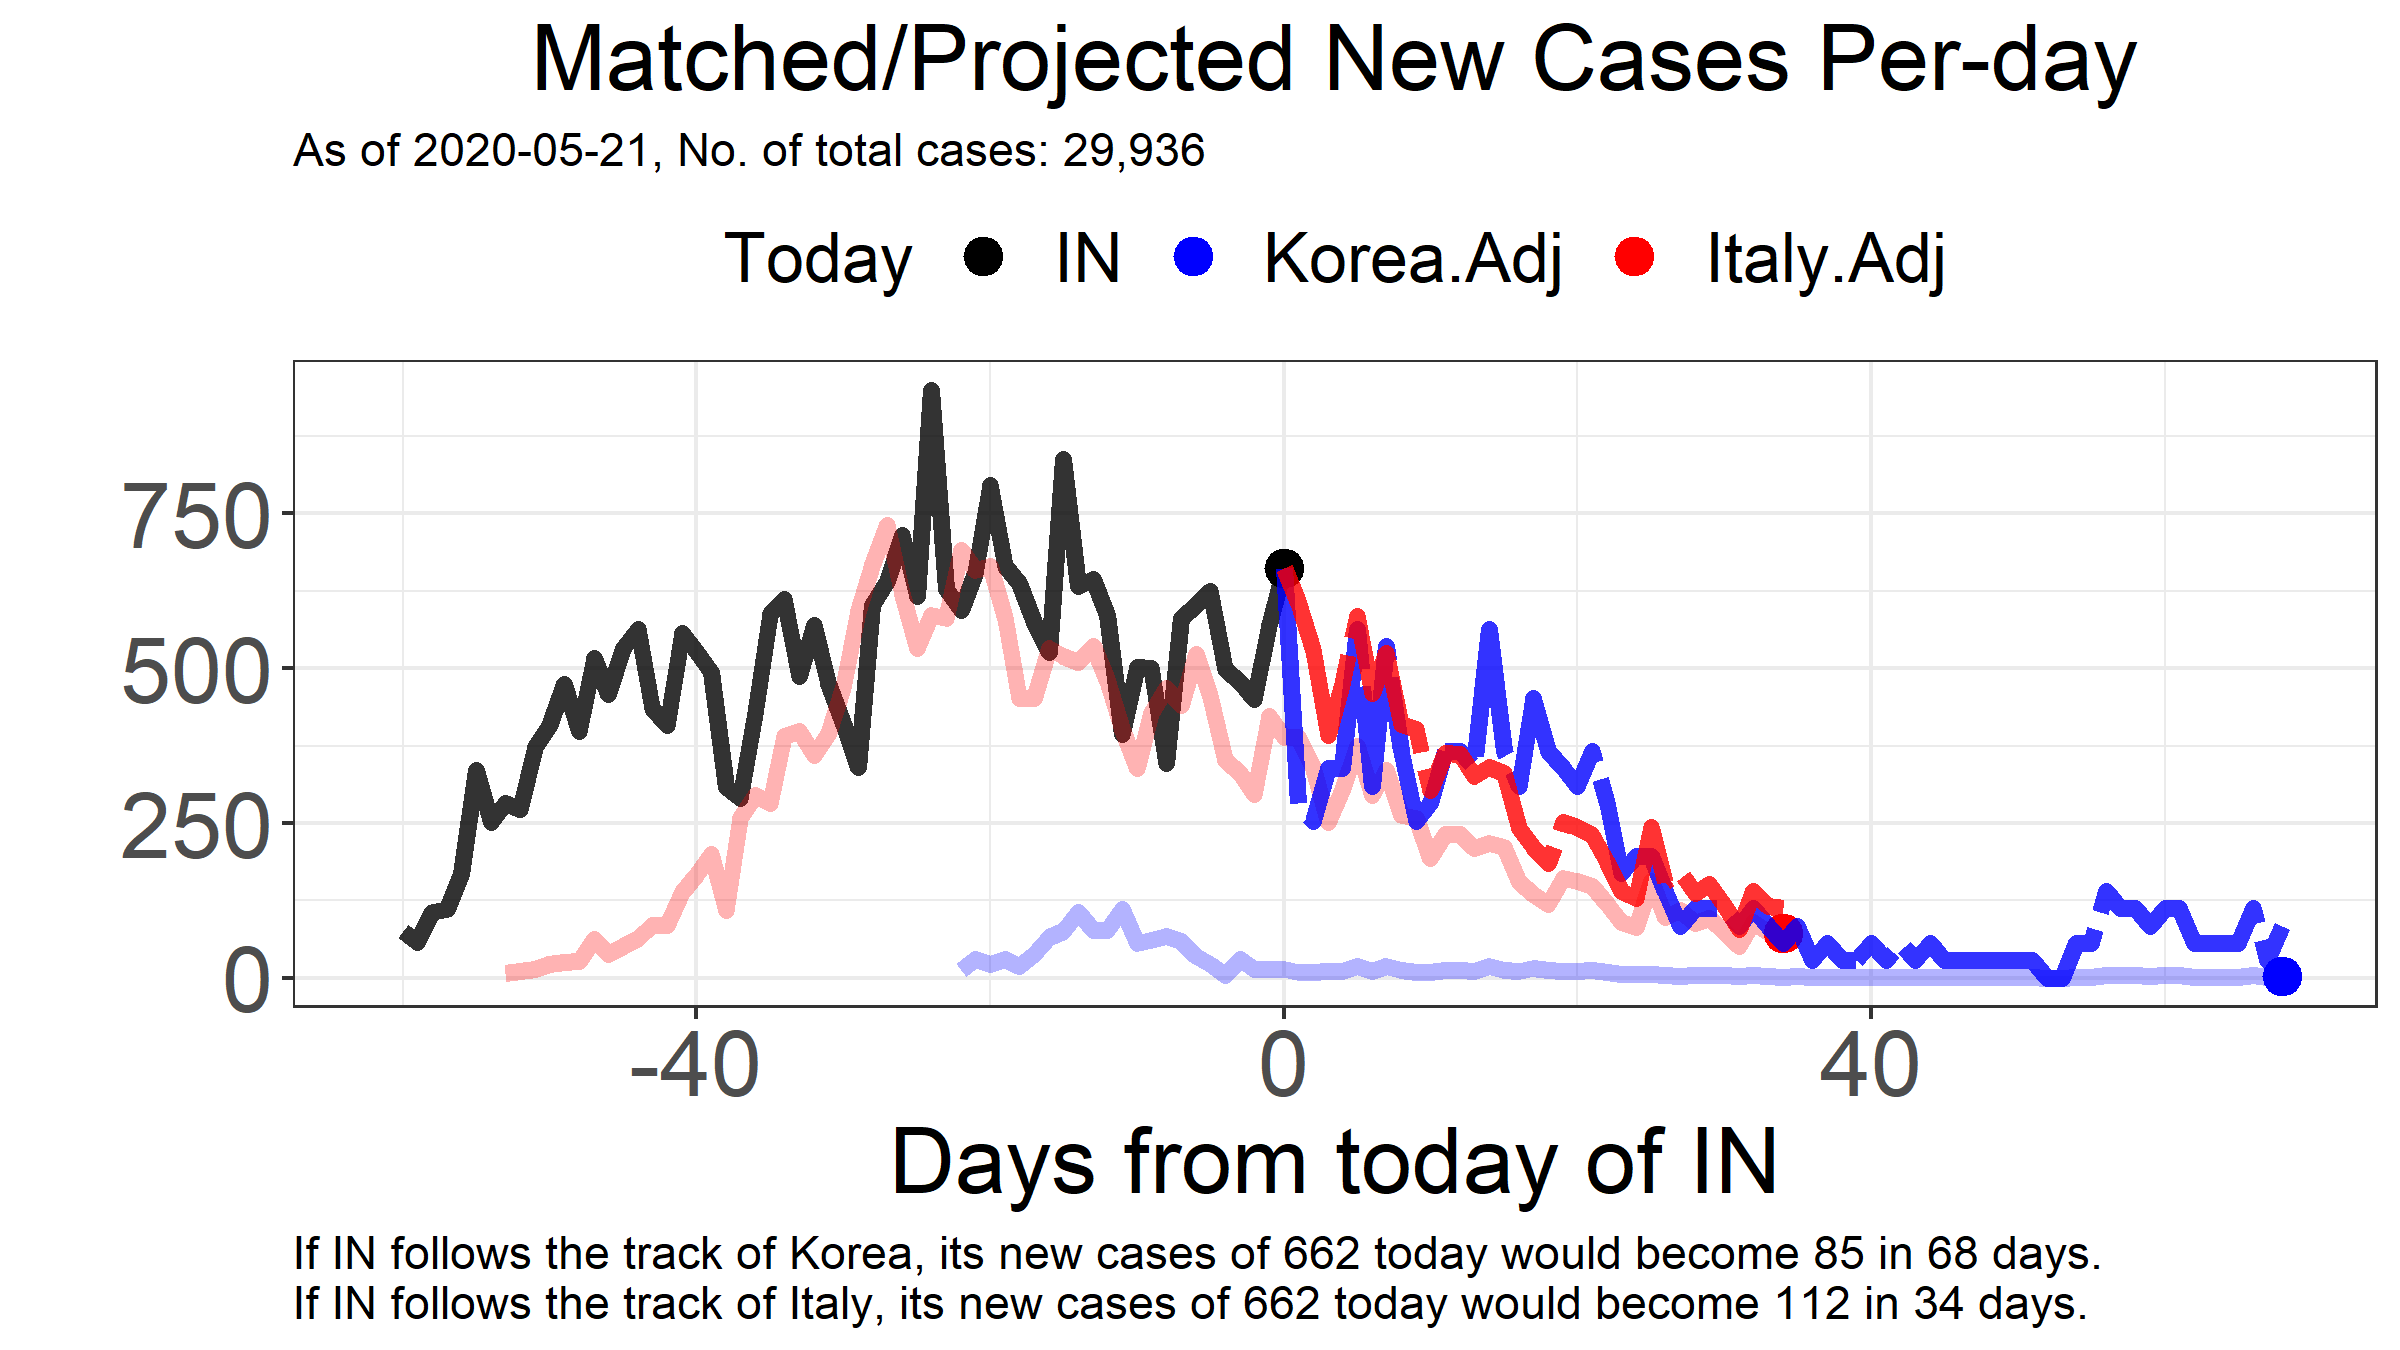 Matched/Projected New Cases Per-day
As of 2020-05-21, No. of total cases: 29,936
Today IN Korea.Adj Italy.Adj
750
500
250
0
-40 0 40
Days from today of IN
If IN follows the track of Korea, its new cases of 662 today would become 85 in 68 days.
If IN follows the track of Italy, its new cases of 662 today would become 112 in 34 days.